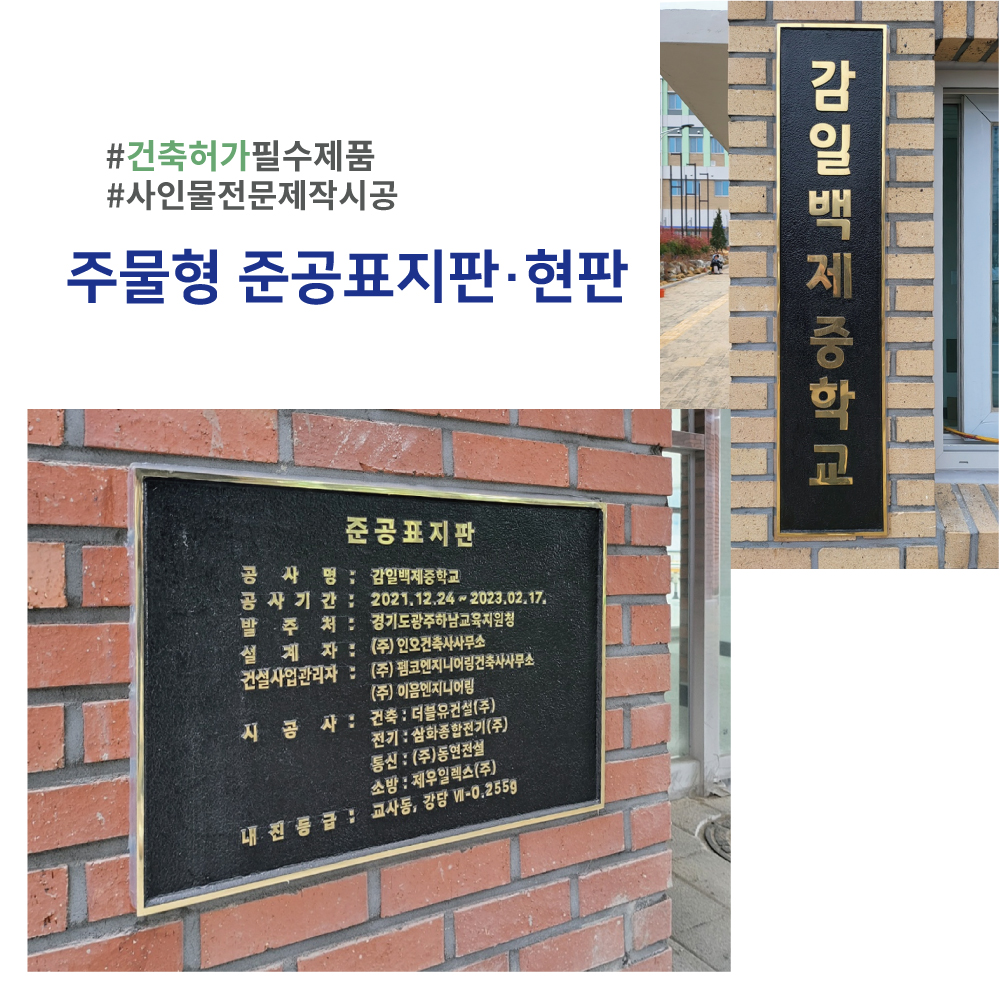 #건축허가필수제품
#사인물전문제작시공
주물형 준공표지판·현판
감일백제중학교
준공표지판
공사명 : 감일백제중학교
공사기간 : 2021.12.24 ~ 2023.02.17.
발주처 : 경기도광주하남교육지원청
설계자 : (주) 인오건축사사무소
건설사업관리자 : (주) 펨코엔지니어링건축사사무소
(주) 이음엔지니어링
시공사 : 건축 : 더블유건설(주)
전기 : 삼화종합전기(주)
통신 : (주)동현전설
소방 : 제우일렉스(주)
내진등급 : 교사동, 강당 Ⅶ-0.255g